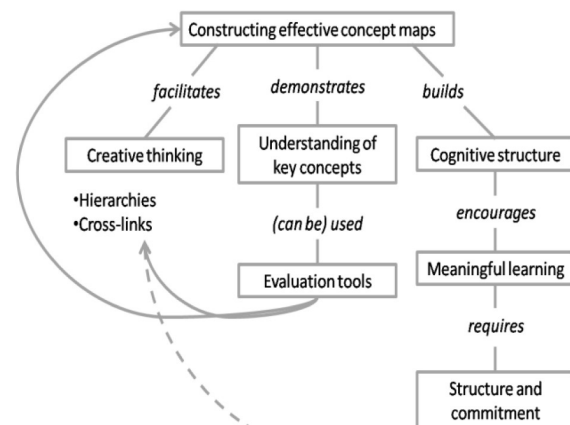 Constructing effective concept maps
facilitates
demonstrates
builds
Creative thinking
Understanding of
key concepts
Cognitive structure
•Hierarchies
•Cross-links
(can be) used
encourages
Evaluation tools
Meaningful learning
requires
Structure and
commitment